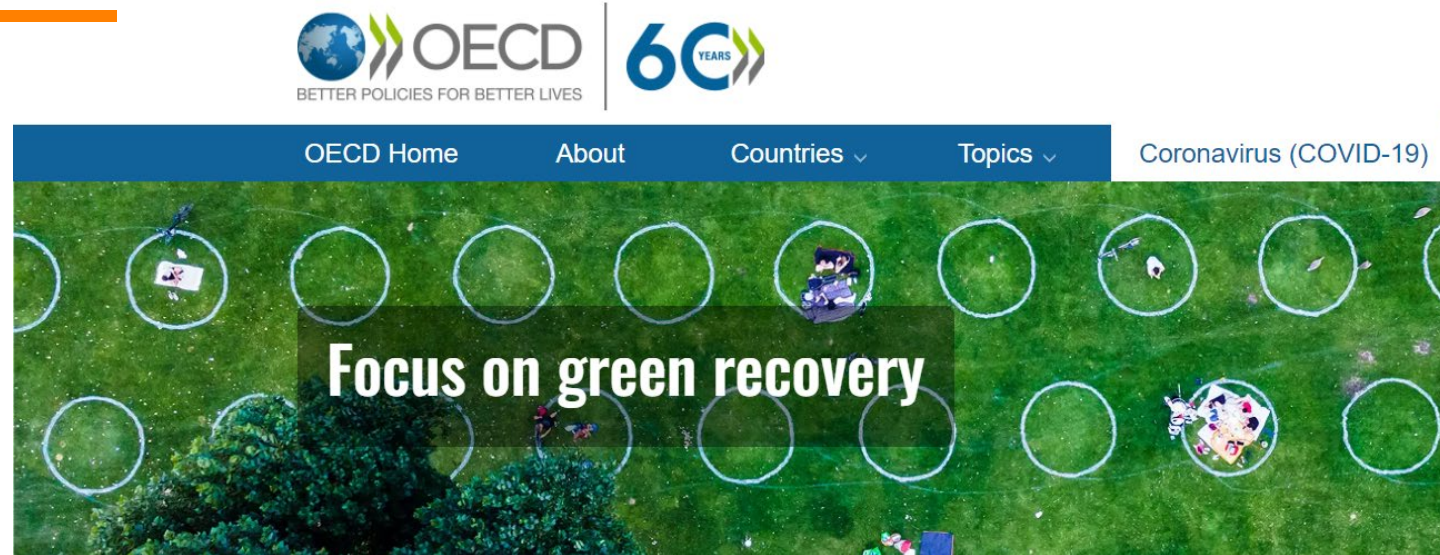 OECD
BETTER POLICIES FOR BETTER LIVES
60 YEARS
OECD Home About Countries Topics Coronavirus (COVID-19)
Focus on green recovery